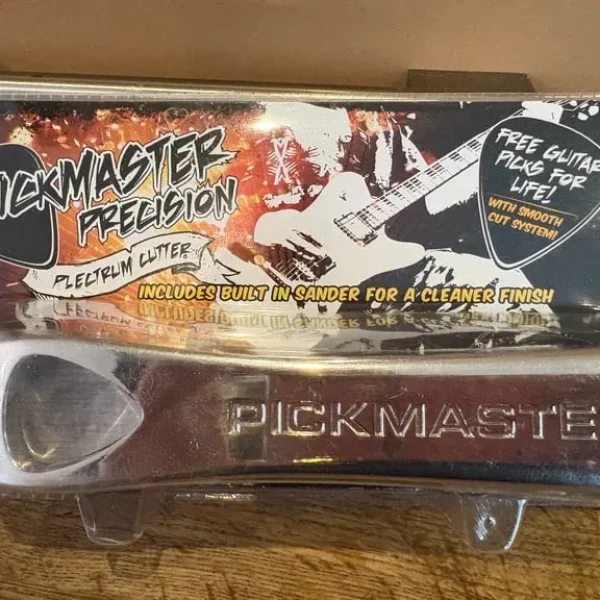 ICKMASTER
PRECISION
PLECTRUM CUTTER
FREE GUITAR
PICKS FOR
LIFE!
WITH SMOOTH
CUT SYSTEM!
INCLUDES BUILT IN SANDER FOR A CLEANER FINISH
PICKMASTE